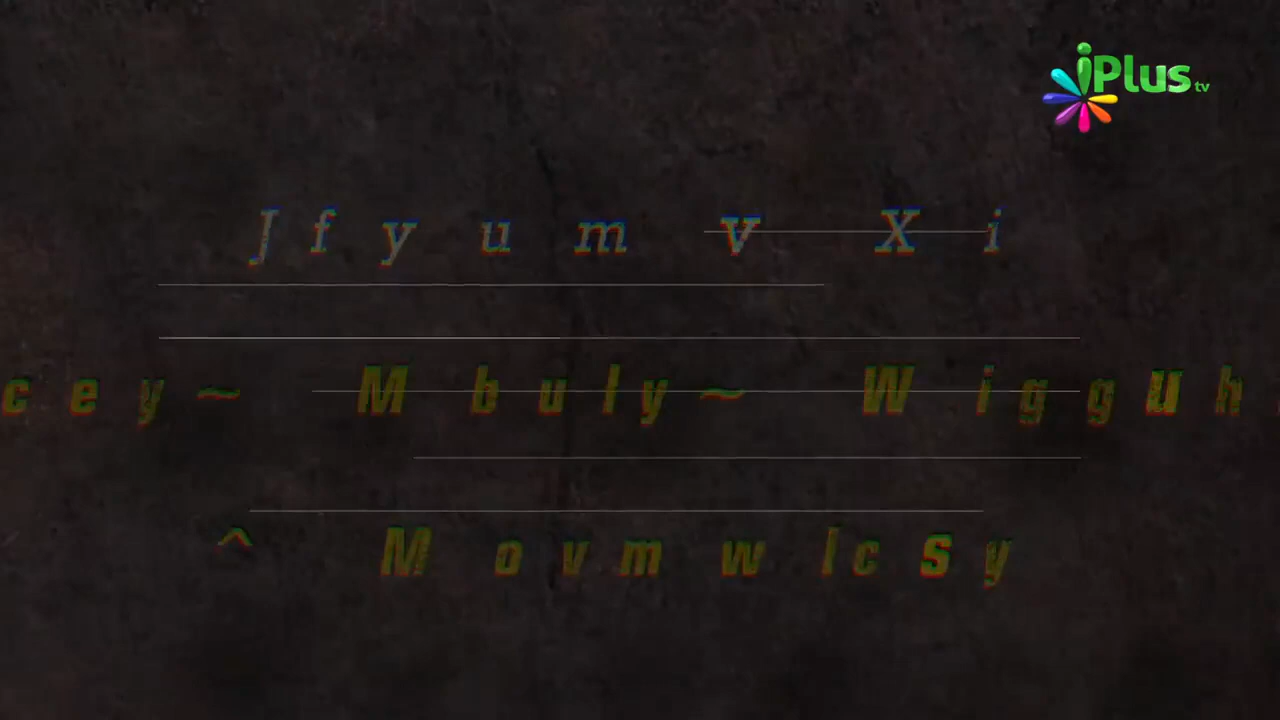 iPlus tv
J f y u m v X i
c e y ~ M b u l y ~ W i g g u h
^ M o v m w l c s y